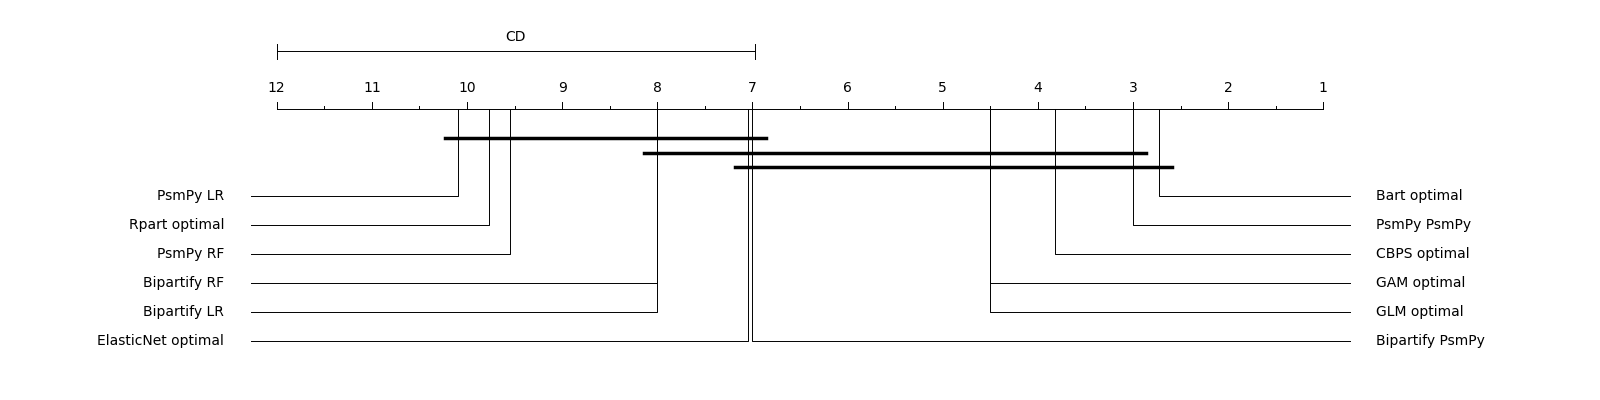 CD
12 11 10 9 8 7 6 5 4 3 2 1
PsmPy LR
Rpart optimal
PsmPy RF
Bipartify RF
Bipartify LR
ElasticNet optimal
Bart optimal
PsmPy PsmPy
CBPS optimal
GAM optimal
GLM optimal
Bipartify PsmPy